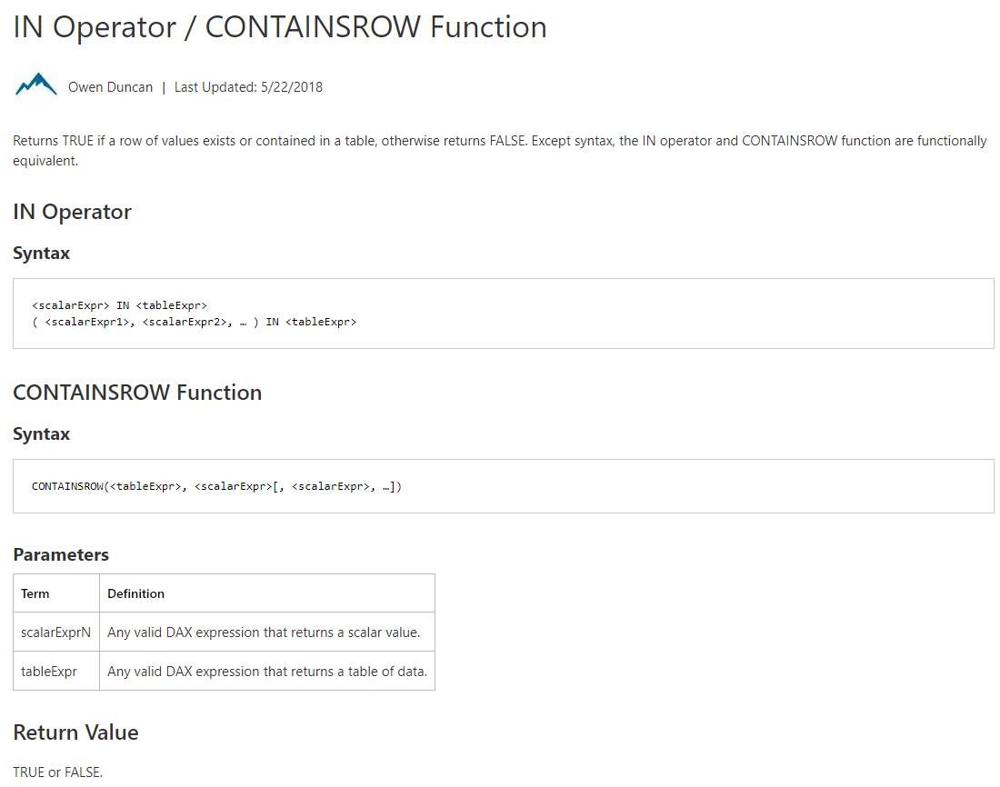 IN Operator / CONTAINSROW Function
Owen Duncan | Last Updated: 5/22/2018
Returns TRUE if a row of values exists or contained in a table, otherwise returns FALSE. Except syntax, the IN operator and CONTAINSROW function are functionally
equivalent.
IN Operator
Syntax
<scalarExpr> IN <tableExpr>
( <scalarExpr1>, <scalarExpr2>, … ) IN <tableExpr>
CONTAINSROW Function
Syntax
CONTAINSROW(<tableExpr>, <scalarExpr>[, <scalarExpr>, …])
Parameters
Term Definition
scalarExprN Any valid DAX expression that returns a scalar value.
tableExpr Any valid DAX expression that returns a table of data.
Return Value
TRUE or FALSE.